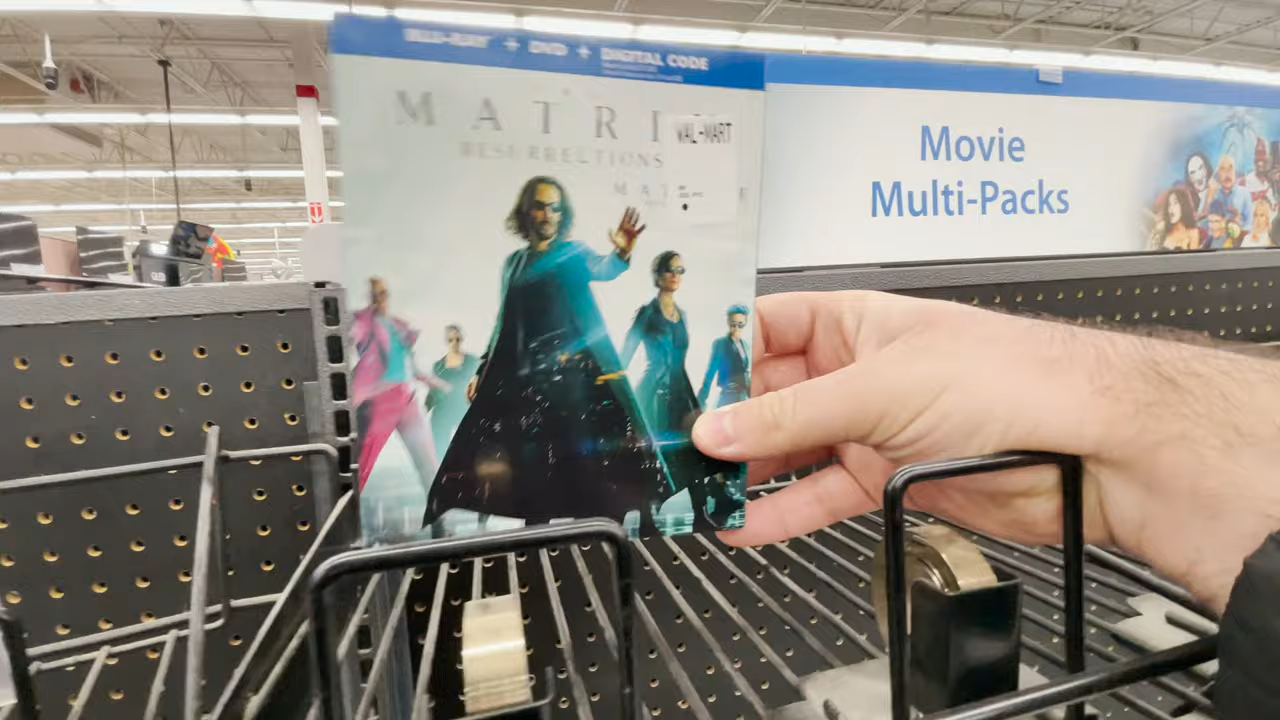 BLU-RAY + DVD + DIGITAL CODE
MATRI
WAL-MART
RESURRECTIONS
Movie
Multi-Packs